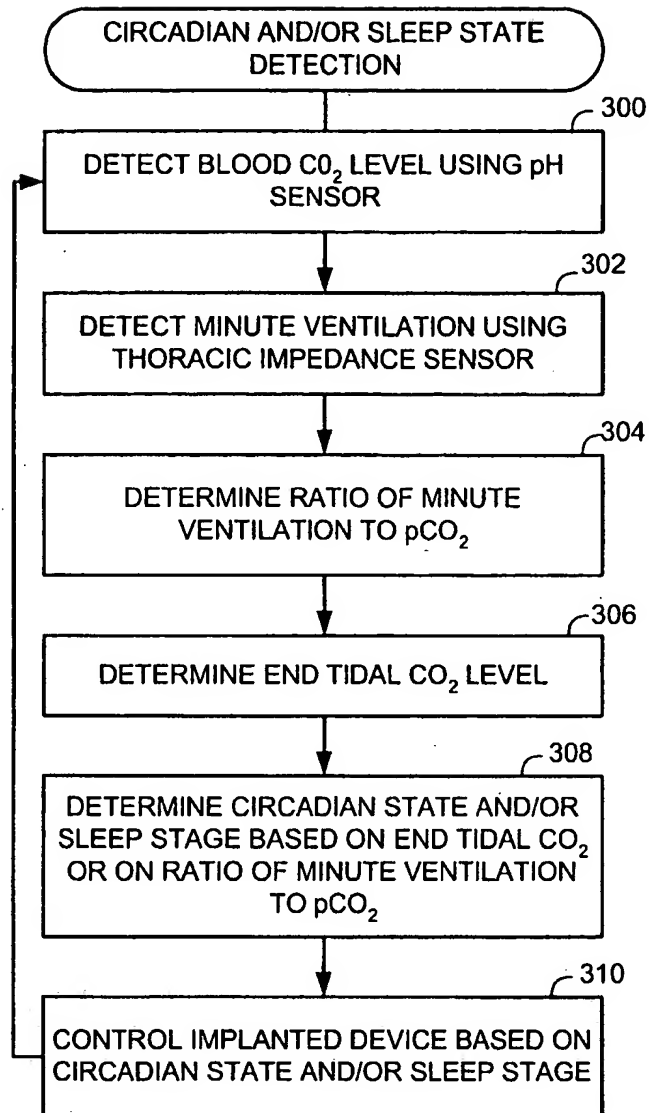 CIRCADIAN AND/OR SLEEP STATE
DETECTION
300
DETECT BLOOD C0₂ LEVEL USING pH
SENSOR
302
DETECT MINUTE VENTILATION USING
THORACIC IMPEDANCE SENSOR
304
DETERMINE RATIO OF MINUTE
VENTILATION TO pCO₂
306
DETERMINE END TIDAL CO₂ LEVEL
308
DETERMINE CIRCADIAN STATE AND/OR
SLEEP STAGE BASED ON END TIDAL CO₂
OR ON RATIO OF MINUTE VENTILATION
TO pCO₂
310
CONTROL IMPLANTED DEVICE BASED ON
CIRCADIAN STATE AND/OR SLEEP STAGE